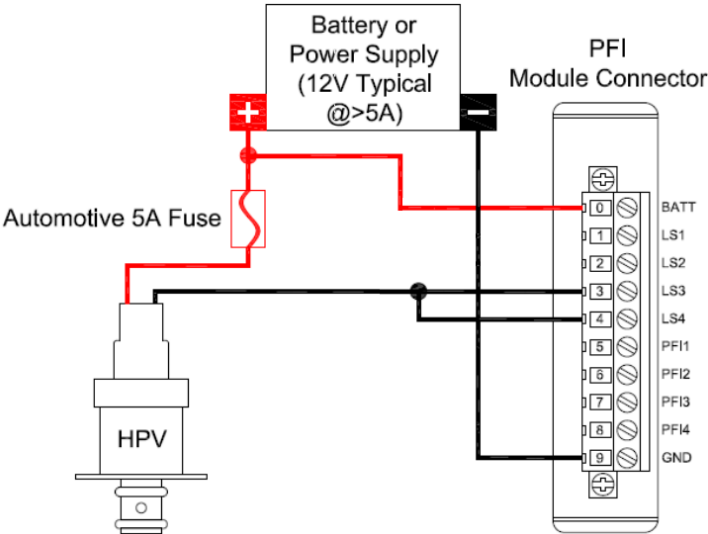 Battery or
Power Supply
(12V Typical
@>5A)
+
-
PFI
Module Connector
Automotive 5A Fuse
HPV
0 BATT
1 LS1
2 LS2
3 LS3
4 LS4
5 PFI1
6 PFI2
7 PFI3
8 PFI4
9 GND